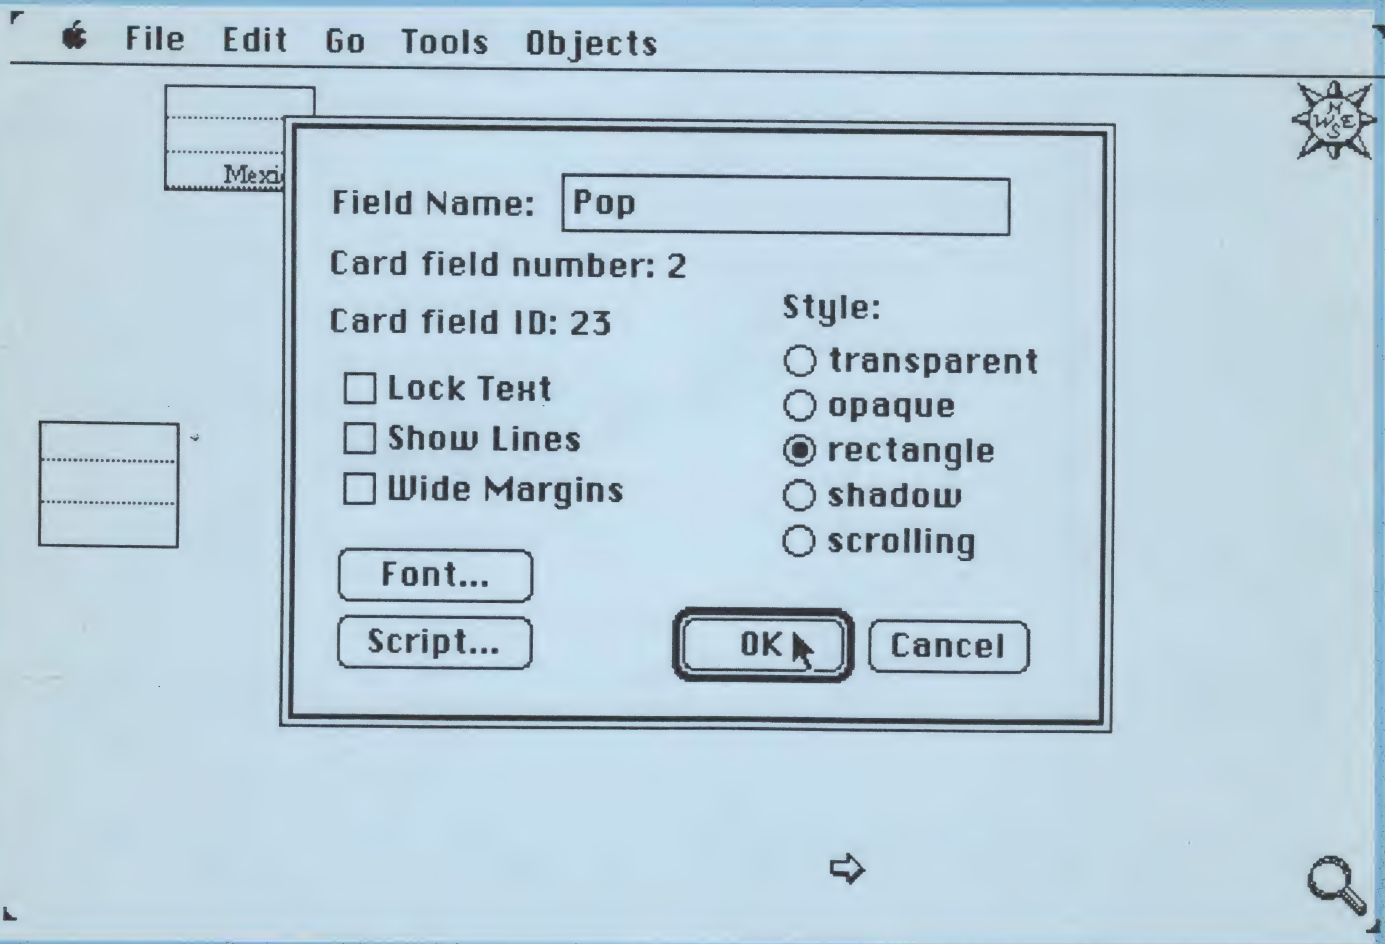 File Edit Go Tools Objects
N
W E
S
Field Name: Pop
Card field number: 2
Card field ID: 23
Lock Text
Show Lines
Wide Margins
Style:
transparent
opaque
rectangle
shadow
scrolling
Font...
Script...
OK
Cancel